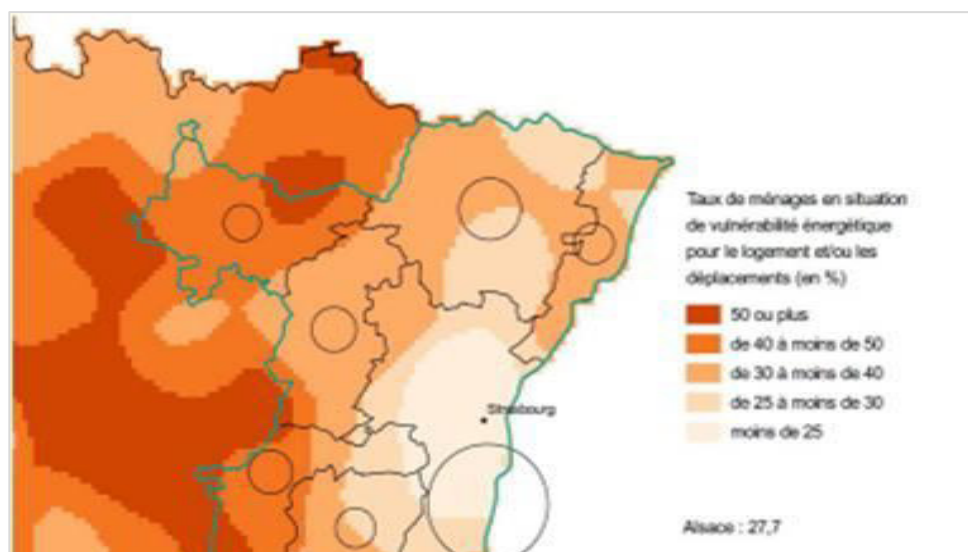 Taux de ménages en situation
de vulnérabilité énergétique
pour le logement et/ou les
déplacements (en %)
50 ou plus
de 40 à moins de 50
de 30 à moins de 40
de 25 à moins de 30
moins de 25
Strasbourg
Alsace : 27,7